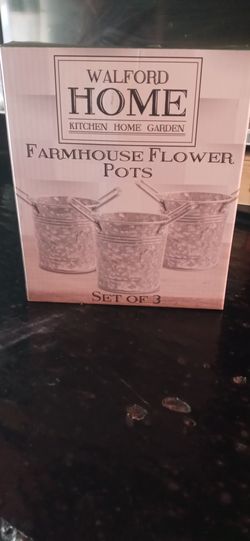 WALFORD
HOME
KITCHEN HOME GARDEN
FARMHOUSE FLOWER
POTS
SET OF 3